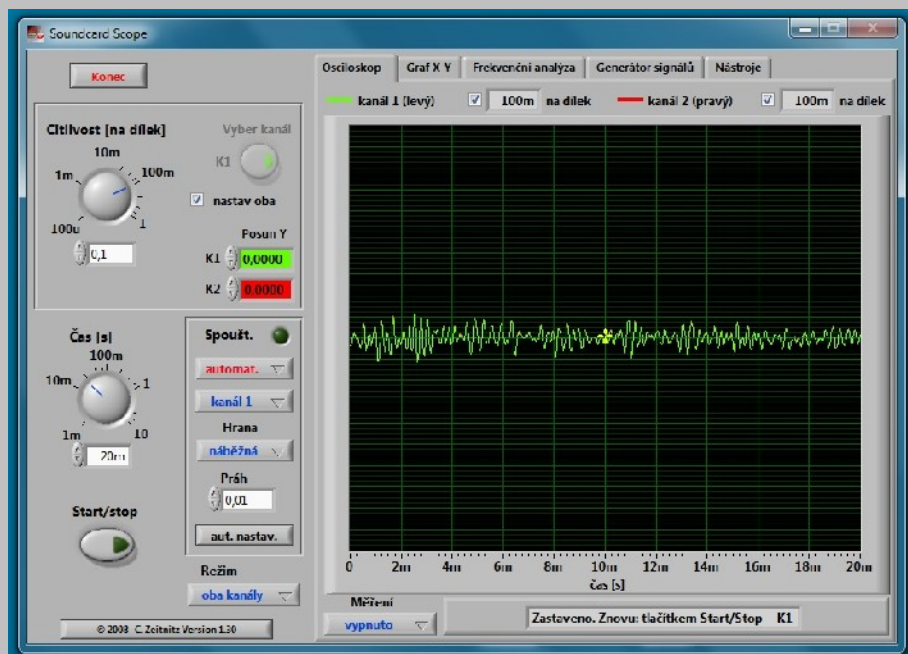 Soundcard Scope
Konec
Osciloskop
Graf X Y
Frekvenční analýza
Generátor signálů
Nástroje
kanál 1 (levý)
100m
na dílek
kanál 2 (pravý)
100m
na dílek
Citlivost [na dílek]
10m
1m
100m
100u
1
0,1
Vyber kanál
K1
nastav oba
Posun Y
K1 0,0000
K2 0,0000
Čas [s]
100m
10m
1
1m
10
20m
Start/stop
Spoušt.
automat.
kanál 1
Hrana
náběžná
Práh
0,01
aut. nastav.
Režim
oba kanály
© 2008 C. Zeitnitz Version 1.30
0 2m 4m 6m 8m 10m 12m 14m 16m 18m 20m
čas [s]
Měření
vypnuto
Zastaveno. Znovu: tlačítkem Start/Stop K1